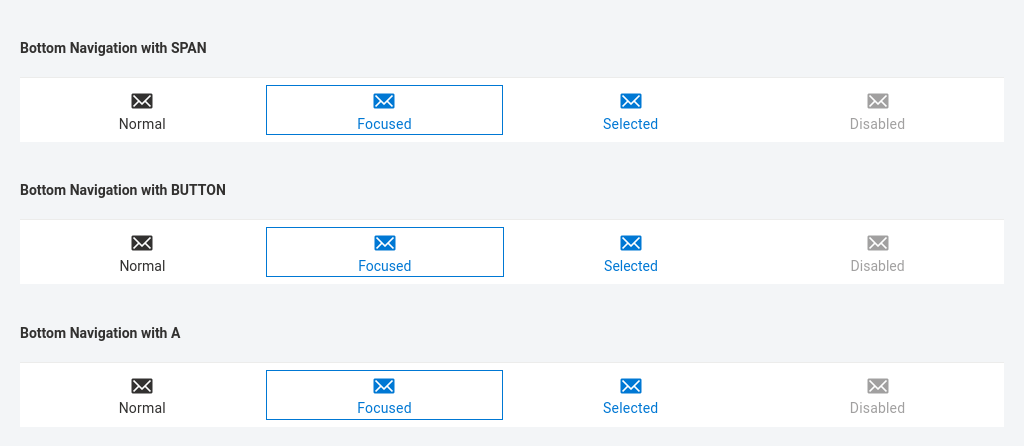 Bottom Navigation with SPAN
Normal Focused Selected Disabled
Bottom Navigation with BUTTON
Normal Focused Selected Disabled
Bottom Navigation with A
Normal Focused Selected Disabled